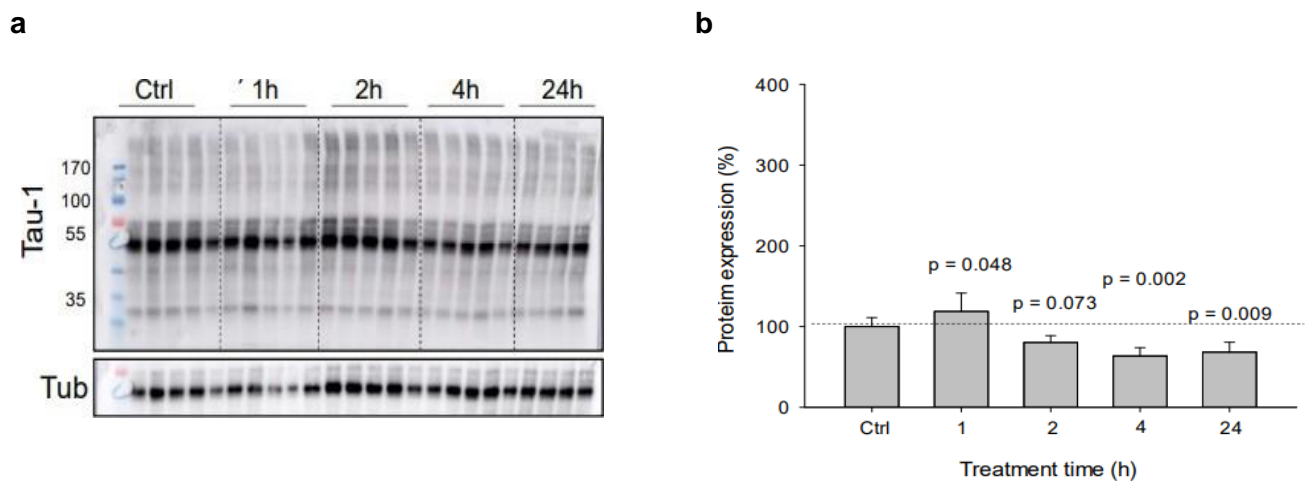 a
Ctrl ′ 1h 2h 4h 24h
Tau-1
170
100
55
35
Tub
b
Proteim expression (%)
400
300
200
100
0
p = 0.048
p = 0.073
p = 0.002
p = 0.009
Ctrl 1 2 4 24
Treatment time (h)